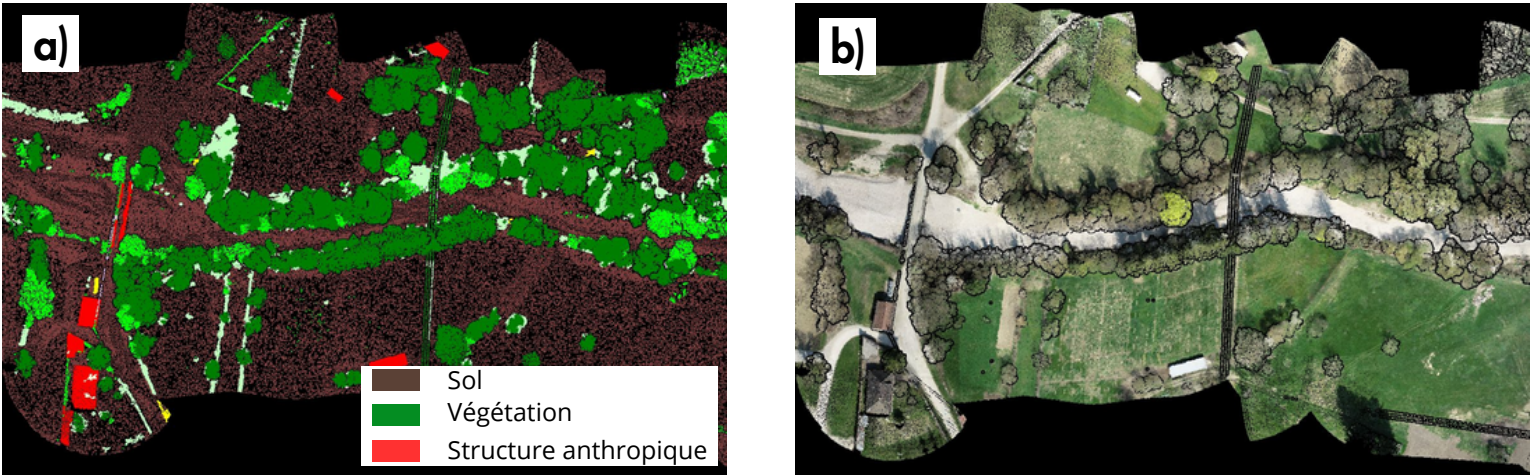 a)
b)
Sol
Végétation
Structure anthropique